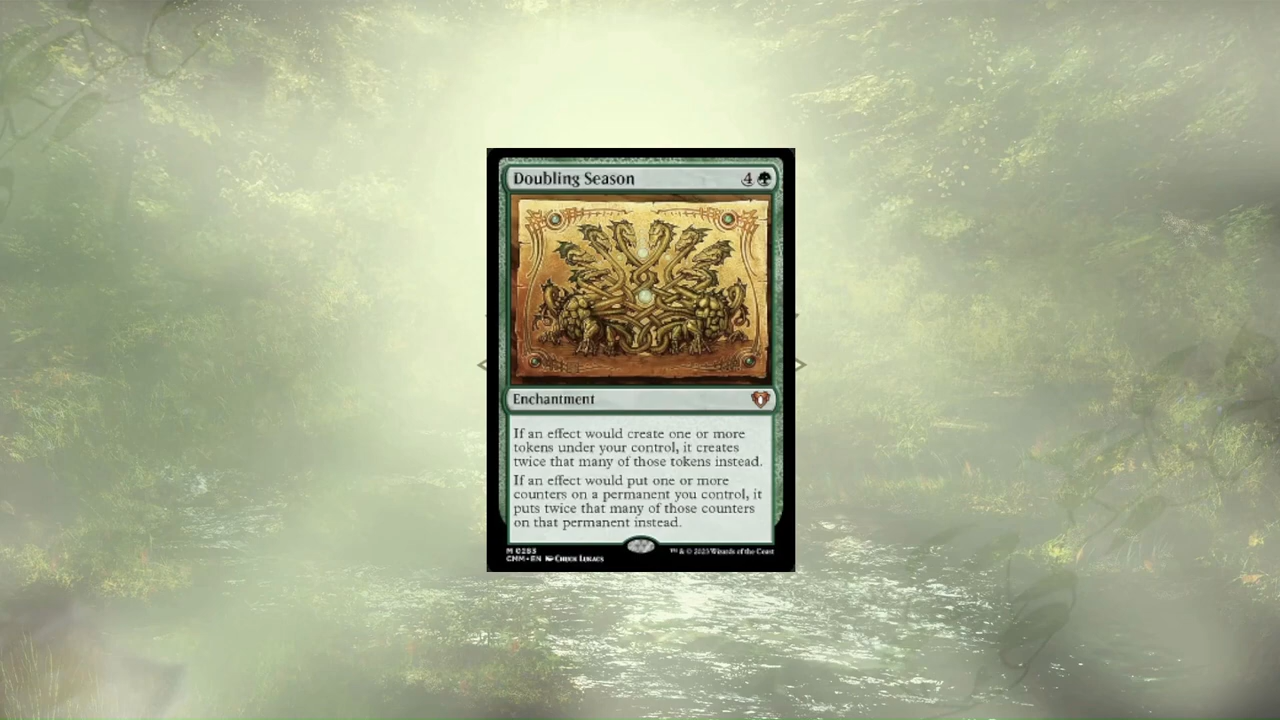 Doubling Season 4
Enchantment
If an effect would create one or more
tokens under your control, it creates
twice that many of those tokens instead.
If an effect would put one or more
counters on a permanent you control, it
puts twice that many of those counters
on that permanent instead.
M 0283
CMM • EN Chuck Lukacs
™ & © 2023 Wizards of the Coast